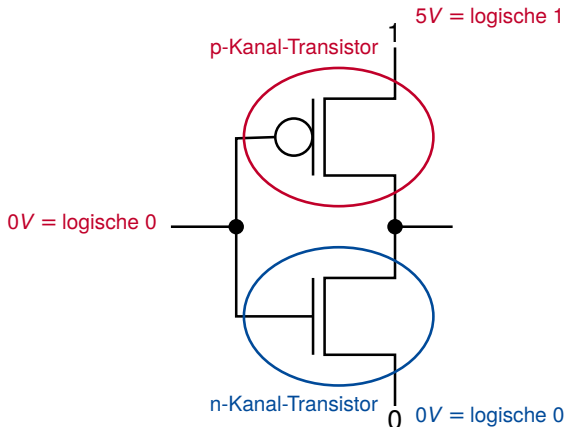 5V = logische 1
1
p-Kanal-Transistor
0V = logische 0
n-Kanal-Transistor
0
0V = logische 0